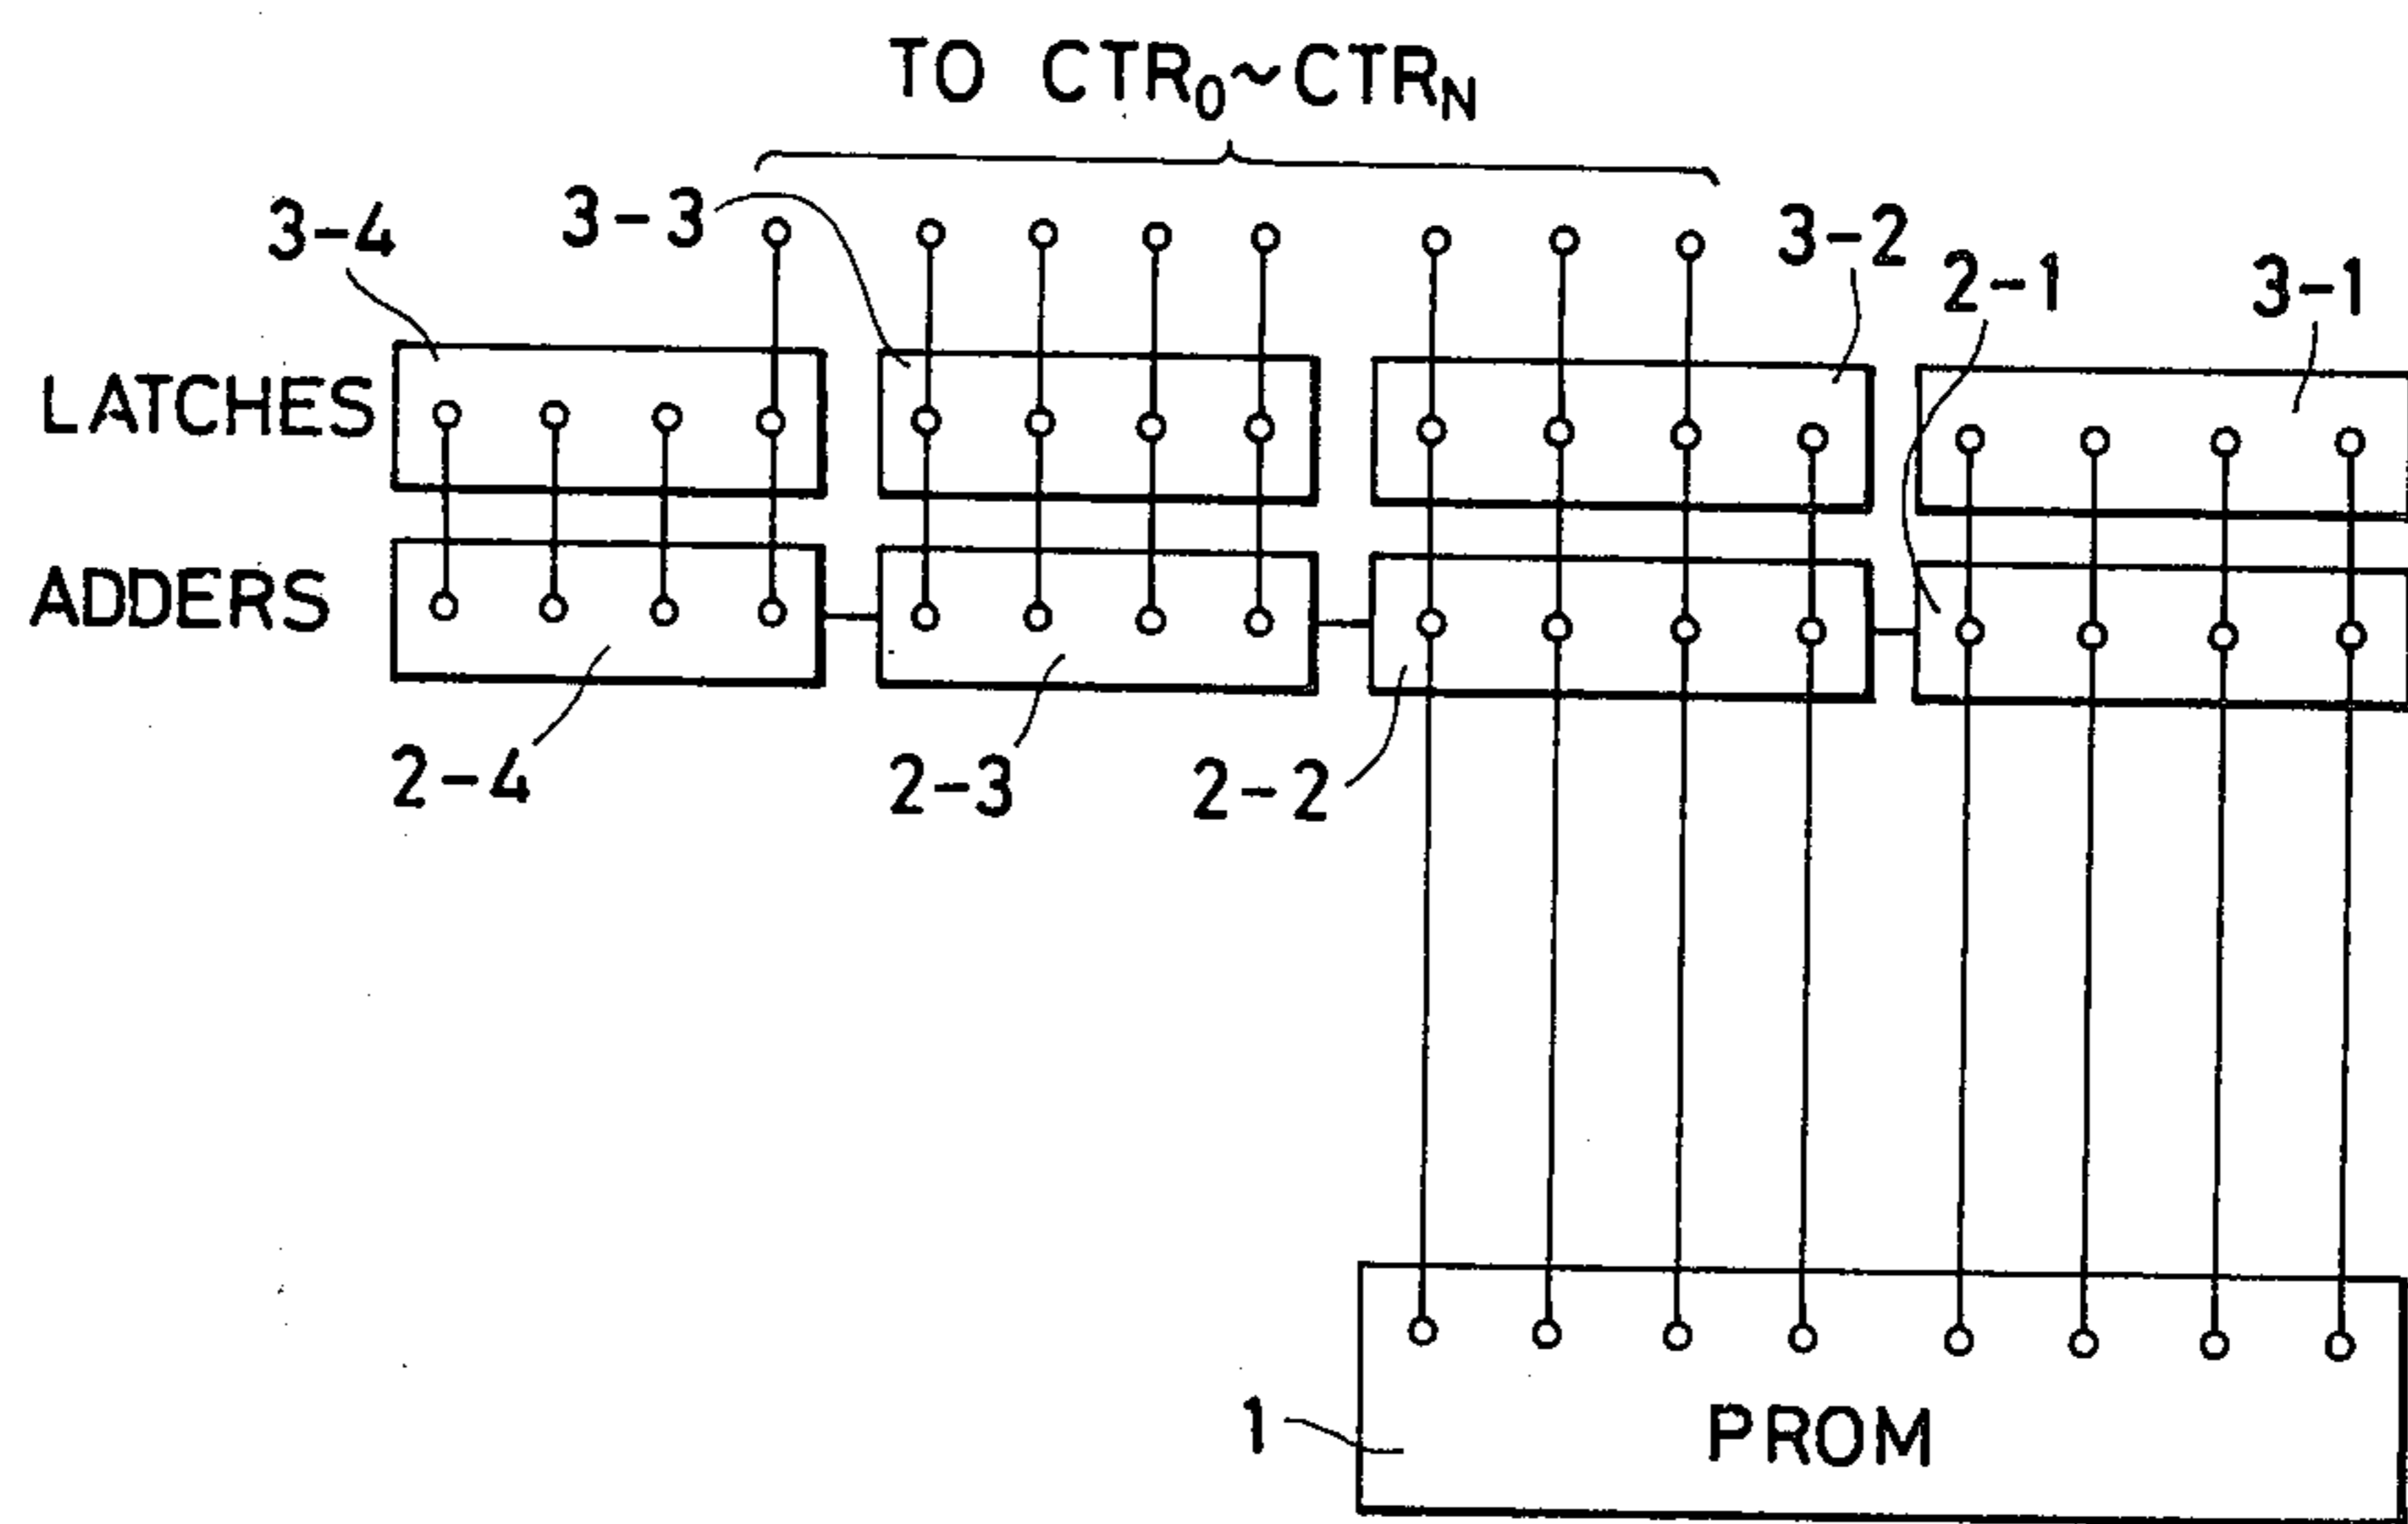 TO CTR₀~CTRN
3-4
3-3
3-2
2-1
3-1
LATCHES
ADDERS
2-4
2-3
2-2
1
PROM